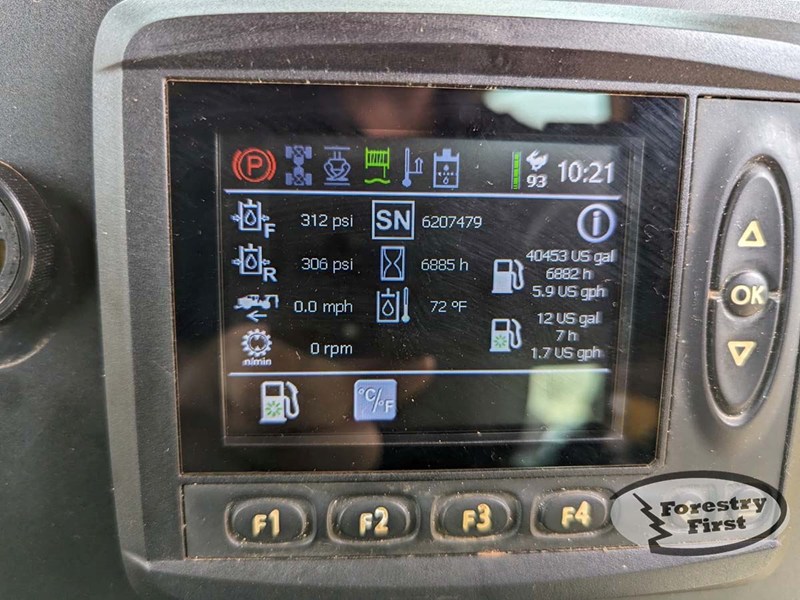 P
93
10:21
F
312 psi
SN
6207479
i
R
306 psi
6885 h
40453 US gal
6882 h
5.9 US gph
0.0 mph
72 °F
12 US gal
7 h
1.7 US gph
n/min
0 rpm
°C/°F
OK
F1
F2
F3
F4
Forestry
First